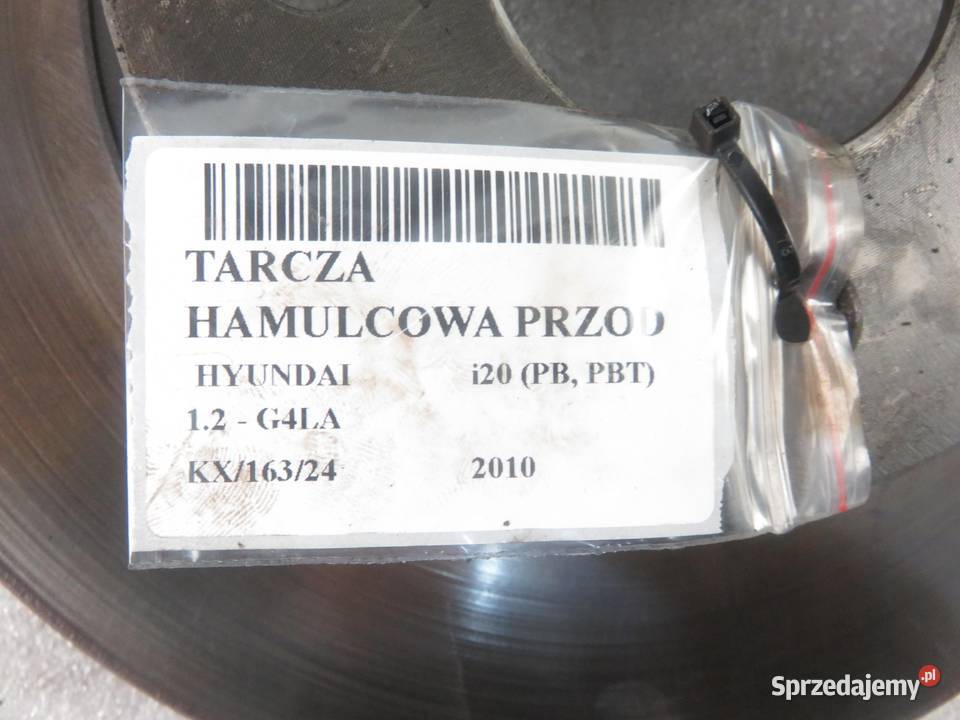 TARCZA
HAMULCOWA PRZOD
HYUNDAI i20 (PB, PBT)
1.2 - G4LA
KX/163/24 2010
Sprzedajemy.pl